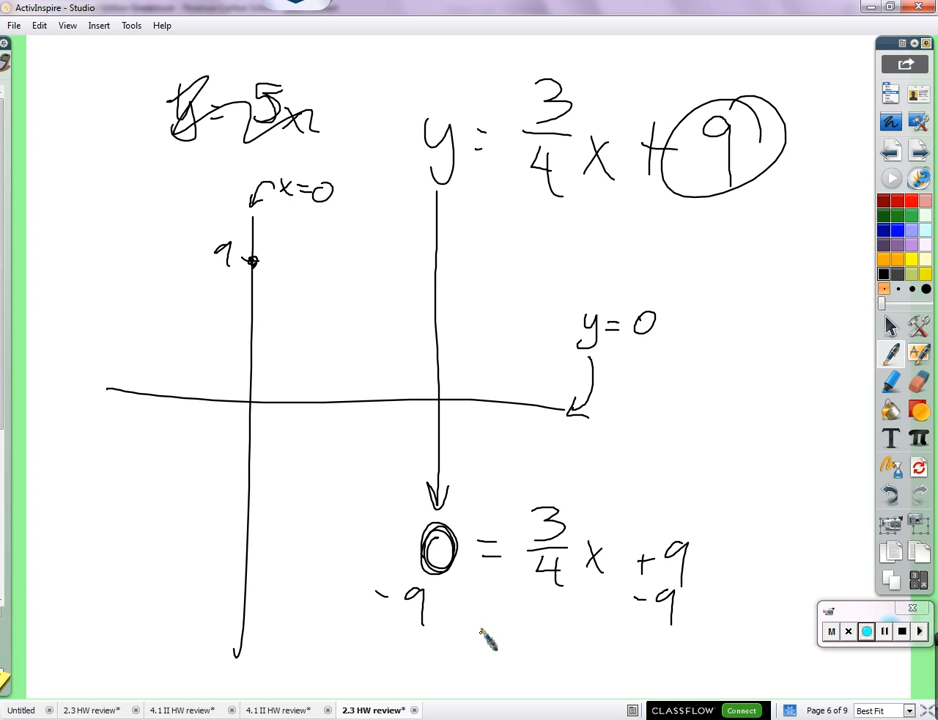 ActivInspire - Studio
File Edit View Insert Tools
y = 5x
y = 3/4 x + 9
x=0
9
y = 0
0 = 3/4 x + 9
- 9 - 9
M
Untitled 2.3 HW review* 4.1 II HW review* 4.1 II HW review* 2.3 HW review*
CLASSFLOW Connect Page 6 of 9 Best Fit